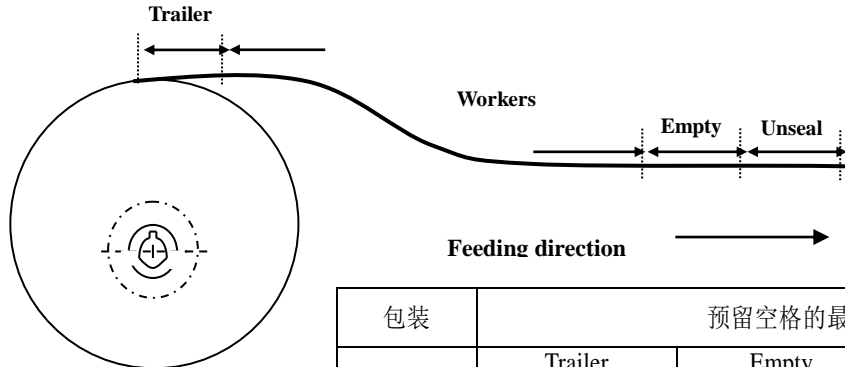 Trailer
Workers
Empty Unseal
Feeding direction
包装 预留空格的最
Trailer Empty